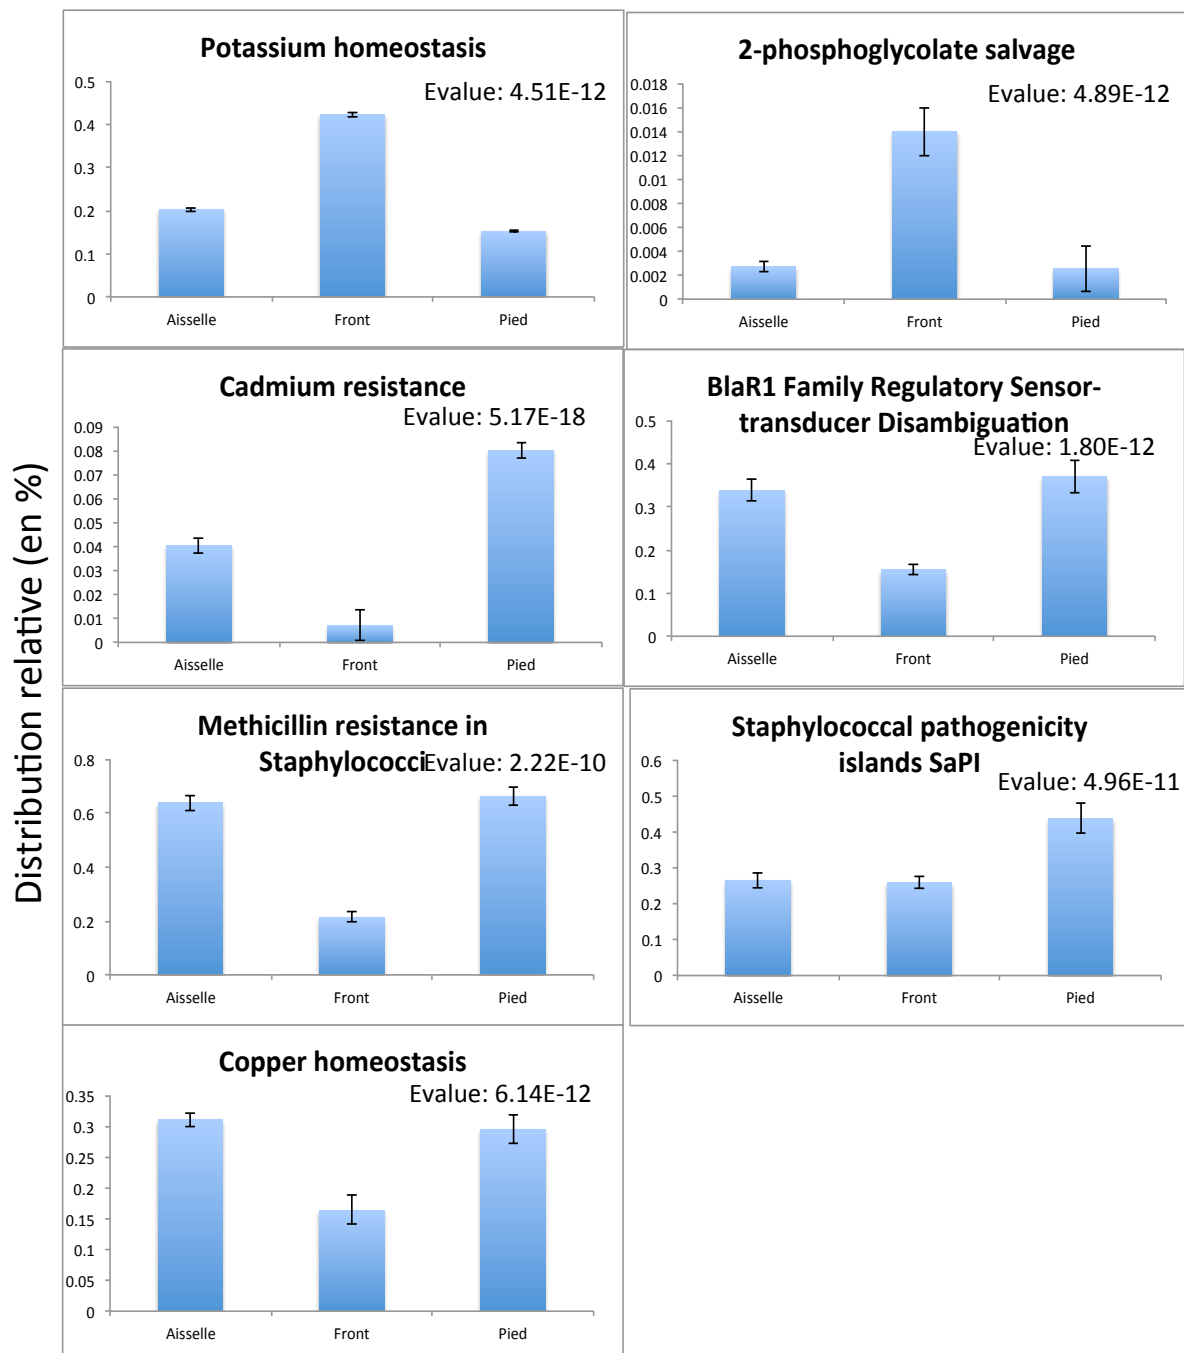 Distribution relative (en %)
Potassium homeostasis
Evalue: 4.51E-12
0.5
0.4
0.3
0.2
0.1
0
Aisselle Front Pied
2-phosphoglycolate salvage
Evalue: 4.89E-12
0.018
0.016
0.014
0.012
0.01
0.008
0.006
0.004
0.002
0
Aisselle Front Pied
Cadmium resistance
Evalue: 5.17E-18
0.09
0.08
0.07
0.06
0.05
0.04
0.03
0.02
0.01
0
Aisselle Front Pied
BlaR1 Family Regulatory Sensor-
transducer Disambiguation
Evalue: 1.80E-12
0.5
0.4
0.3
0.2
0.1
0
Aisselle Front Pied
Methicillin resistance in
Staphylococci
Evalue: 2.22E-10
0.8
0.6
0.4
0.2
0
Aisselle Front Pied
Staphylococcal pathogenicity
islands SaPI
Evalue: 4.96E-11
0.6
0.5
0.4
0.3
0.2
0.1
0
Aisselle Front Pied
Copper homeostasis
Evalue: 6.14E-12
0.35
0.3
0.25
0.2
0.15
0.1
0.05
0
Aisselle Front Pied